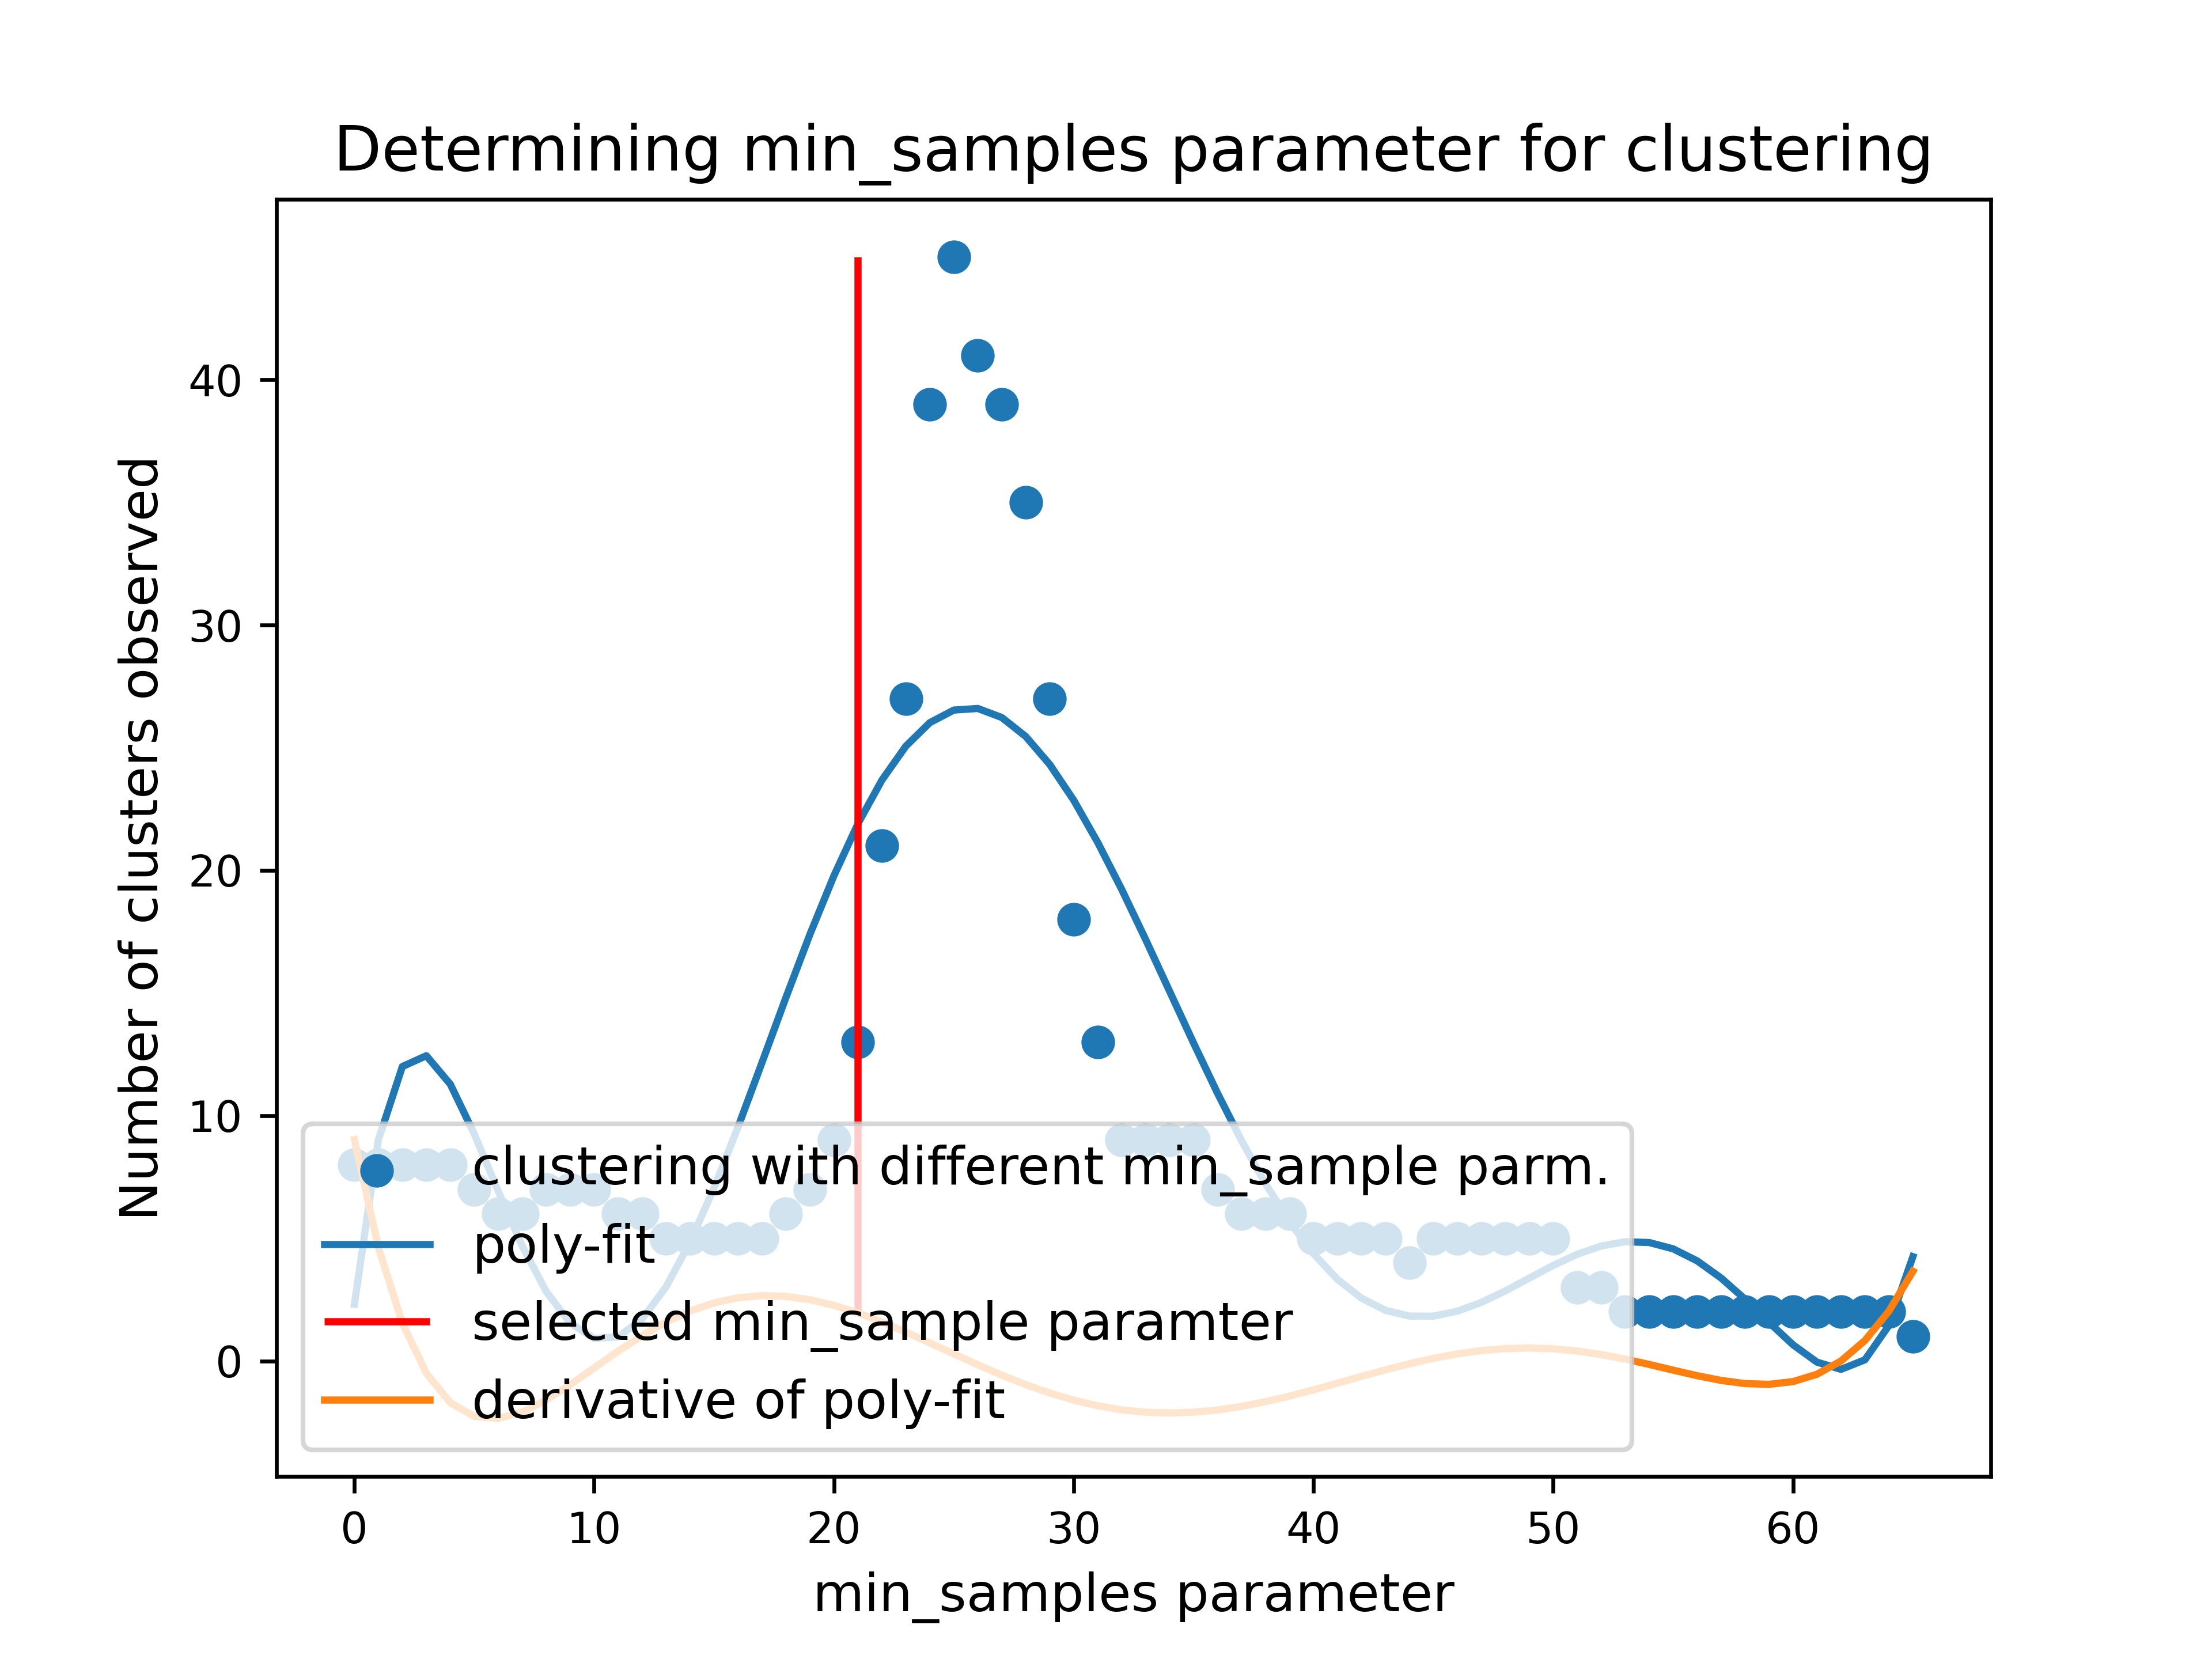 Determining min_samples parameter for clustering
Number of clusters observed
40
30
20
10
0
clustering with different min_sample parm.
poly-fit
selected min_sample paramter
derivative of poly-fit
0 10 20 30 40 50 60
min_samples parameter